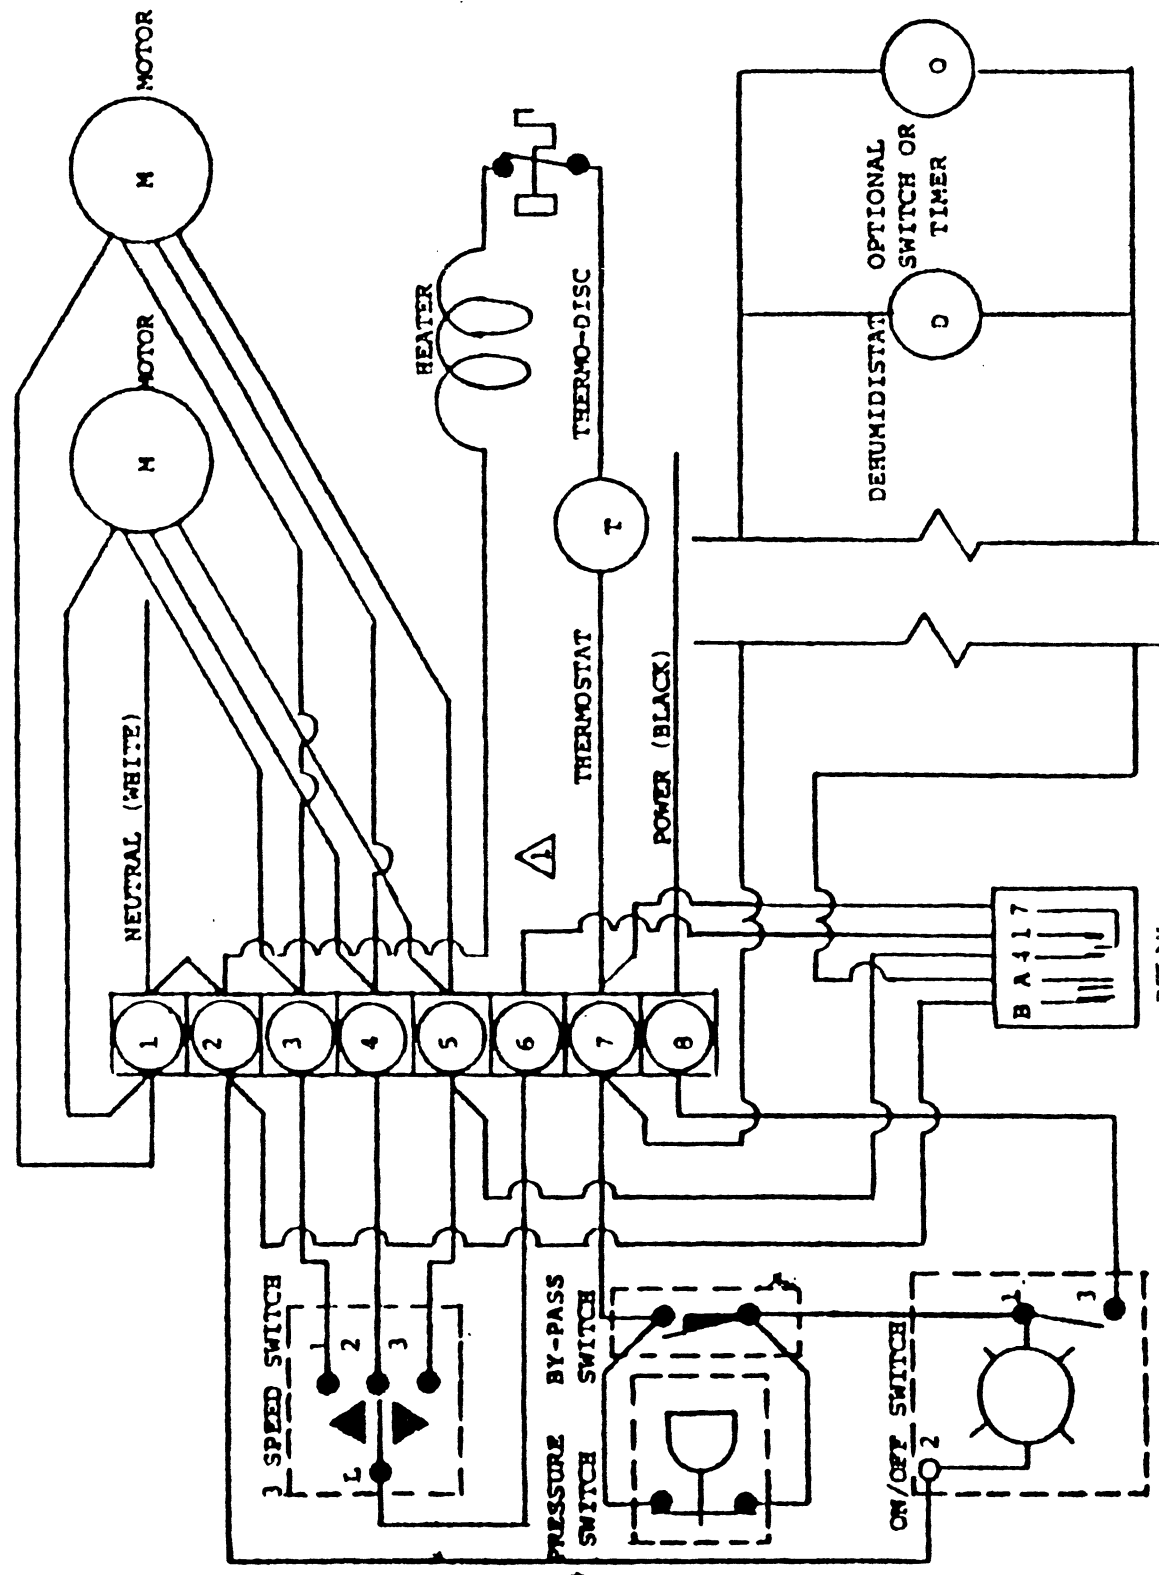 MOTOR
M
MOTOR
M
NEUTRAL (WHITE)
HEATER
THERMO-DISC
THERMOSTAT
T
POWER (BLACK)
1
OPTIONAL
SWITCH OR
TIMER
O
DEHUMIDISTAT
D
1
2
3
4
5
6
7
8
B A 4 1 7
3 SPEED SWITCH
1
2
3
L
BY-PASS
SWITCH
PRESSURE
SWITCH
ON/OFF SWITCH
1
2
3